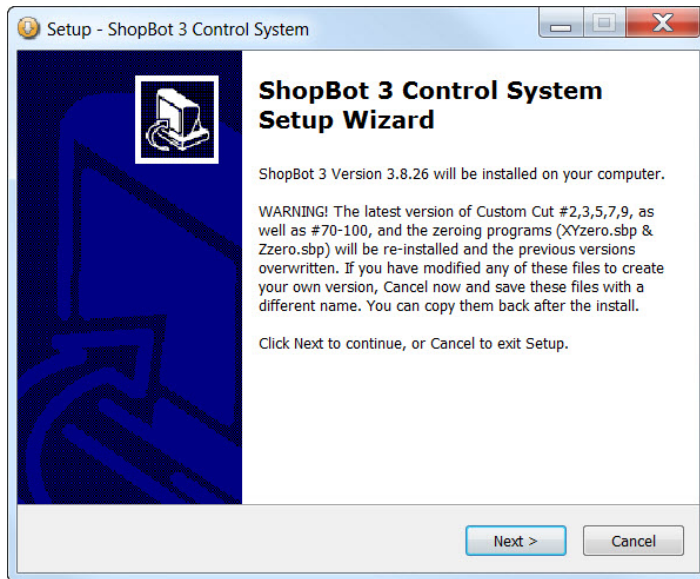 Setup - ShopBot 3 Control System
ShopBot 3 Control System
Setup Wizard
ShopBot 3 Version 3.8.26 will be installed on your computer.
WARNING! The latest version of Custom Cut #2,3,5,7,9, as
well as #70-100, and the zeroing programs (XYzero.sbp &
Zzero.sbp) will be re-installed and the previous versions
overwritten. If you have modified any of these files to create
your own version, Cancel now and save these files with a
different name. You can copy them back after the install.
Click Next to continue, or Cancel to exit Setup.
Next >
Cancel